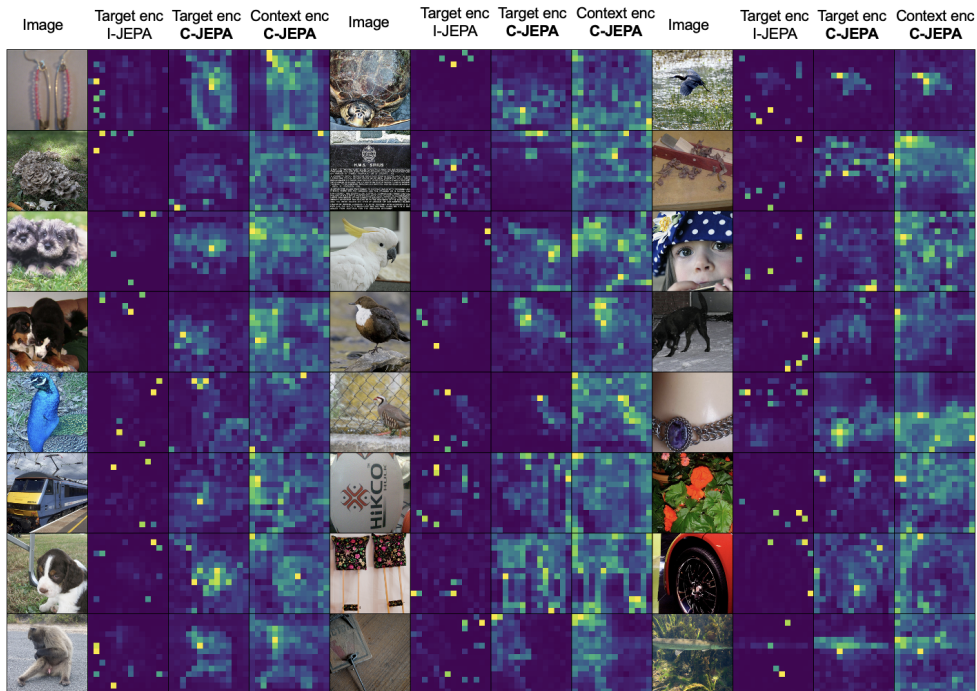 Image
Target enc
I-JEPA
Target enc
C-JEPA
Context enc
C-JEPA
Image
Target enc
I-JEPA
Target enc
C-JEPA
Context enc
C-JEPA
Image
Target enc
I-JEPA
Target enc
C-JEPA
Context enc
C-JEPA
H.M.S. SIRIUS
HiKCO